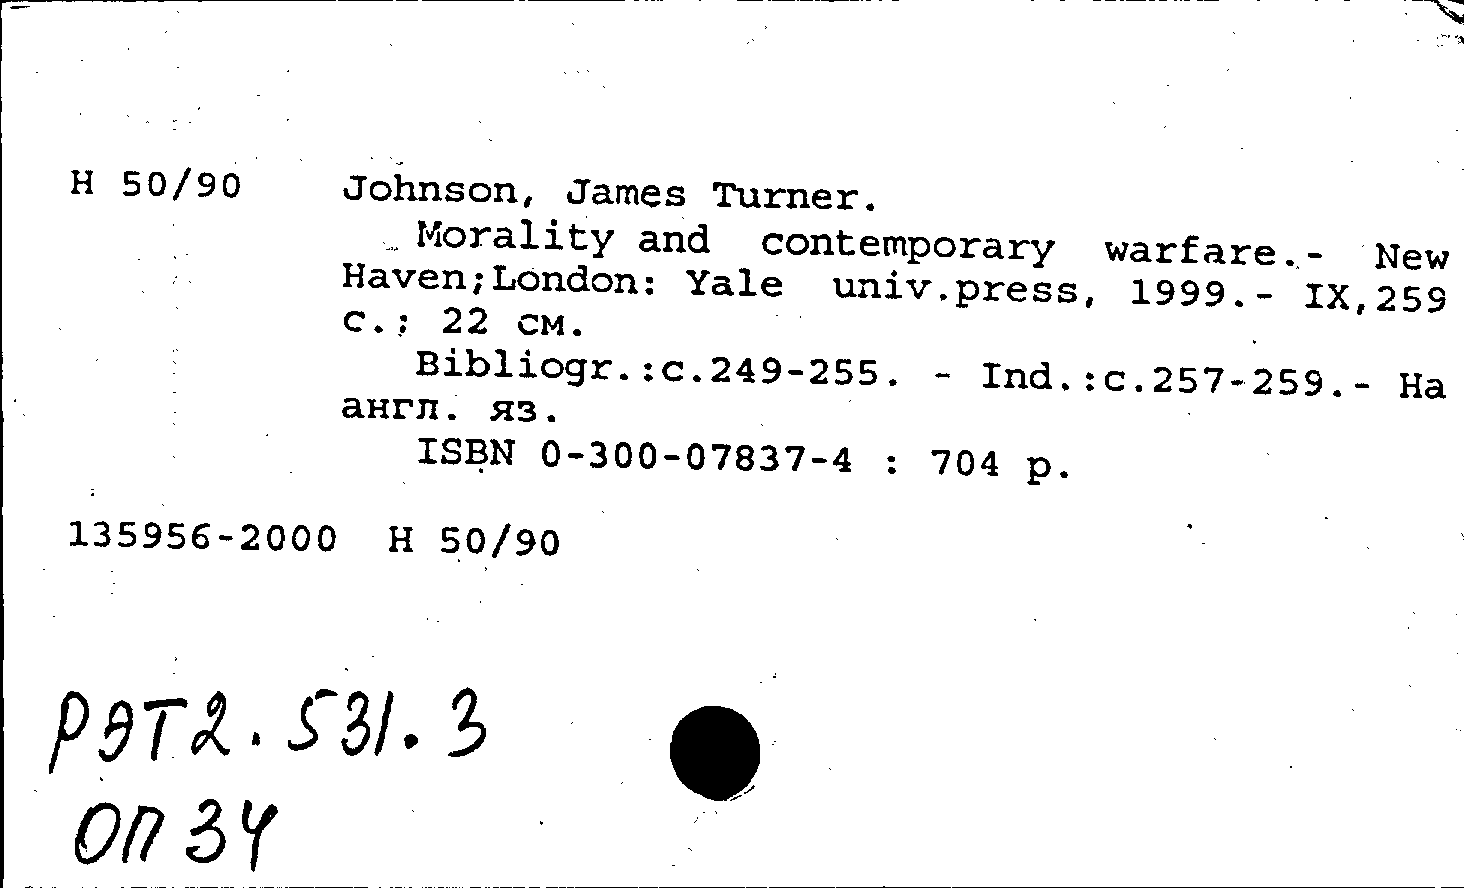 Н 50/90 Johnson, James Turner.
Morality and contemporary warfare.- New
Haven;London: Yale univ.press, 1999.- IX,259
с.; 22 см.
Bibliogr.:с.249-255. - Ind.:с.257-259.- На
англ. яз.
ISBN 0-300-07837-4 : 704 р.
135956-2000 Н 50/90
РЭТ2.531.3
ОП 34